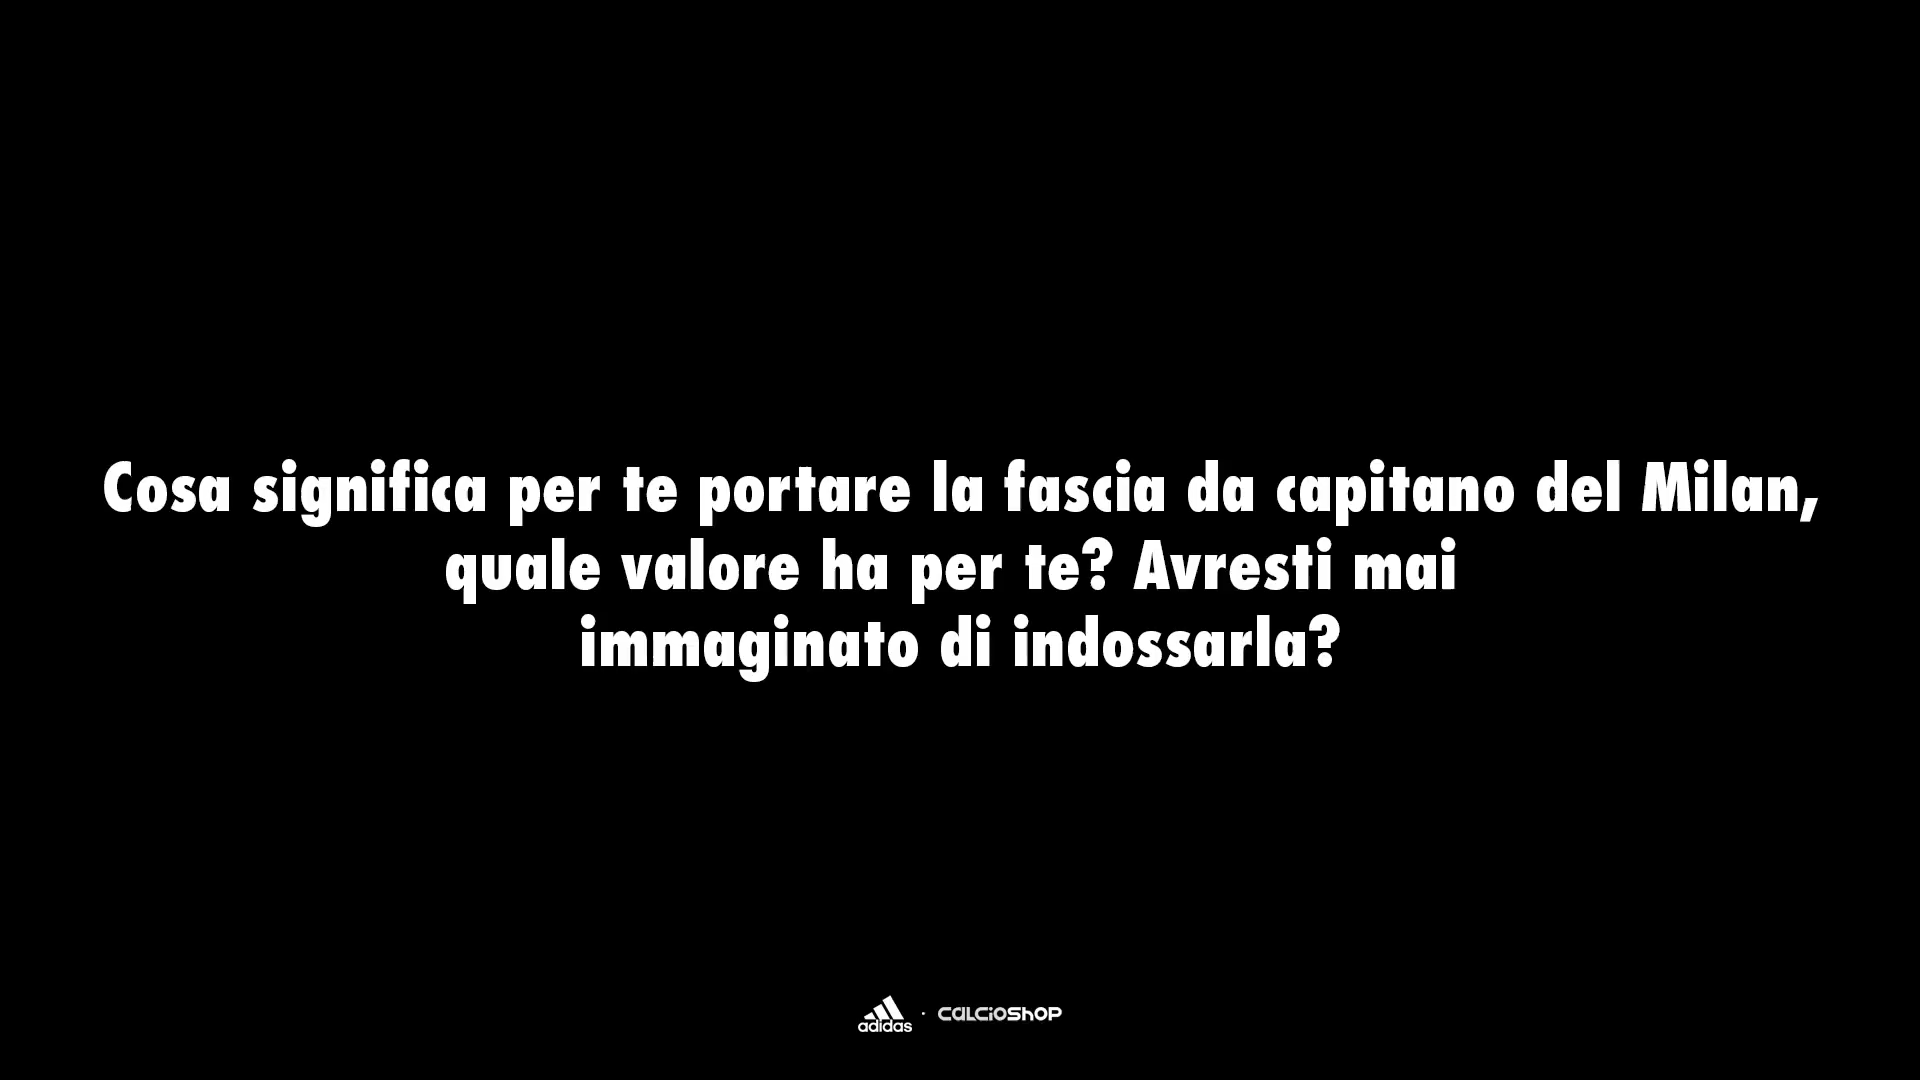 Cosa significa per te portare la fascia da capitano del Milan,
quale valore ha per te? Avresti mai
immaginato di indossarla?
adidas · CALCIOSHOP